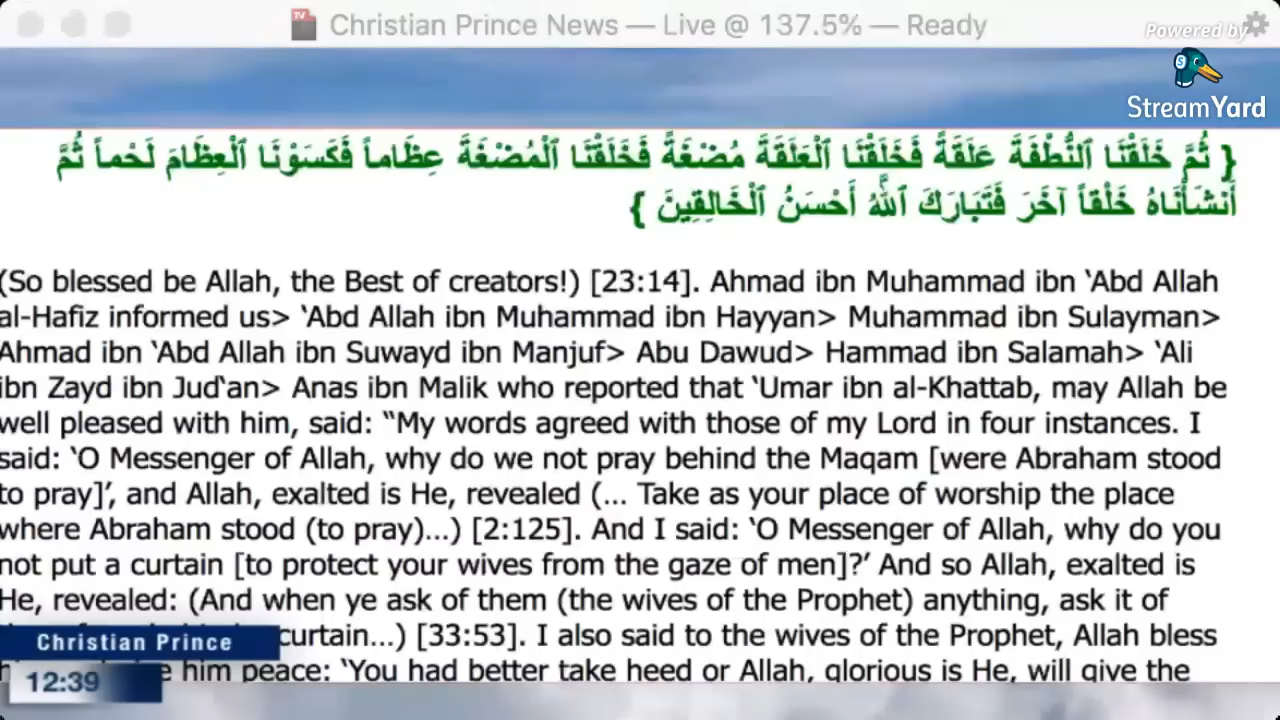 Christian Prince News — Live @ 137.5% — Ready
Powered by
StreamYard
{ ثُمَّ خَلَقْنَا ٱلنُّطْفَةَ عَلَقَةً فَخَلَقْنَا ٱلْعَلَقَةَ مُضْغَةً فَخَلَقْنَا ٱلْمُضْغَةَ عِظَاماً فَكَسَوْنَا ٱلْعِظَامَ لَحْماً ثُمَّ
أَنشَأْنَاهُ خَلْقاً آخَرَ فَتَبَارَكَ ٱللَّهُ أَحْسَنُ ٱلْخَالِقِينَ }
(So blessed be Allah, the Best of creators!) [23:14]. Ahmad ibn Muhammad ibn ‘Abd Allah
al-Hafiz informed us> ‘Abd Allah ibn Muhammad ibn Hayyan> Muhammad ibn Sulayman>
Ahmad ibn ‘Abd Allah ibn Suwayd ibn Manjuf> Abu Dawud> Hammad ibn Salamah> ‘Ali
ibn Zayd ibn Jud‘an> Anas ibn Malik who reported that ‘Umar ibn al-Khattab, may Allah be
well pleased with him, said: “My words agreed with those of my Lord in four instances. I
said: ‘O Messenger of Allah, why do we not pray behind the Maqam [were Abraham stood
to pray]’, and Allah, exalted is He, revealed (... Take as your place of worship the place
where Abraham stood (to pray)…) [2:125]. And I said: ‘O Messenger of Allah, why do you
not put a curtain [to protect your wives from the gaze of men]?’ And so Allah, exalted is
He, revealed: (And when ye ask of them (the wives of the Prophet) anything, ask it of
curtain…) [33:53]. I also said to the wives of the Prophet, Allah bless
him peace: ‘You had better take heed or Allah, glorious is He, will give the
Christian Prince
12:39